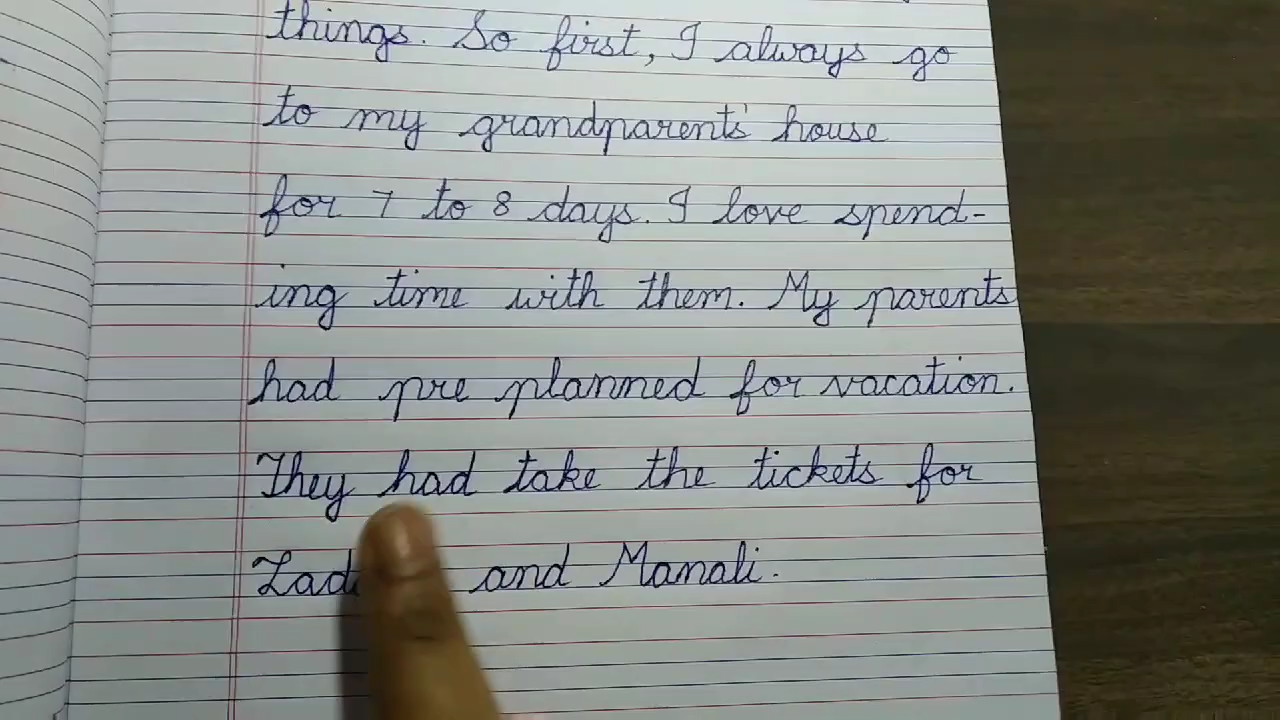 things. So first, I always go
to my grandparents' house
for 7 to 8 days. I love spend-
ing time with them. My parents
had pre planned for vacation.
They had take the tickets for
and Manali.